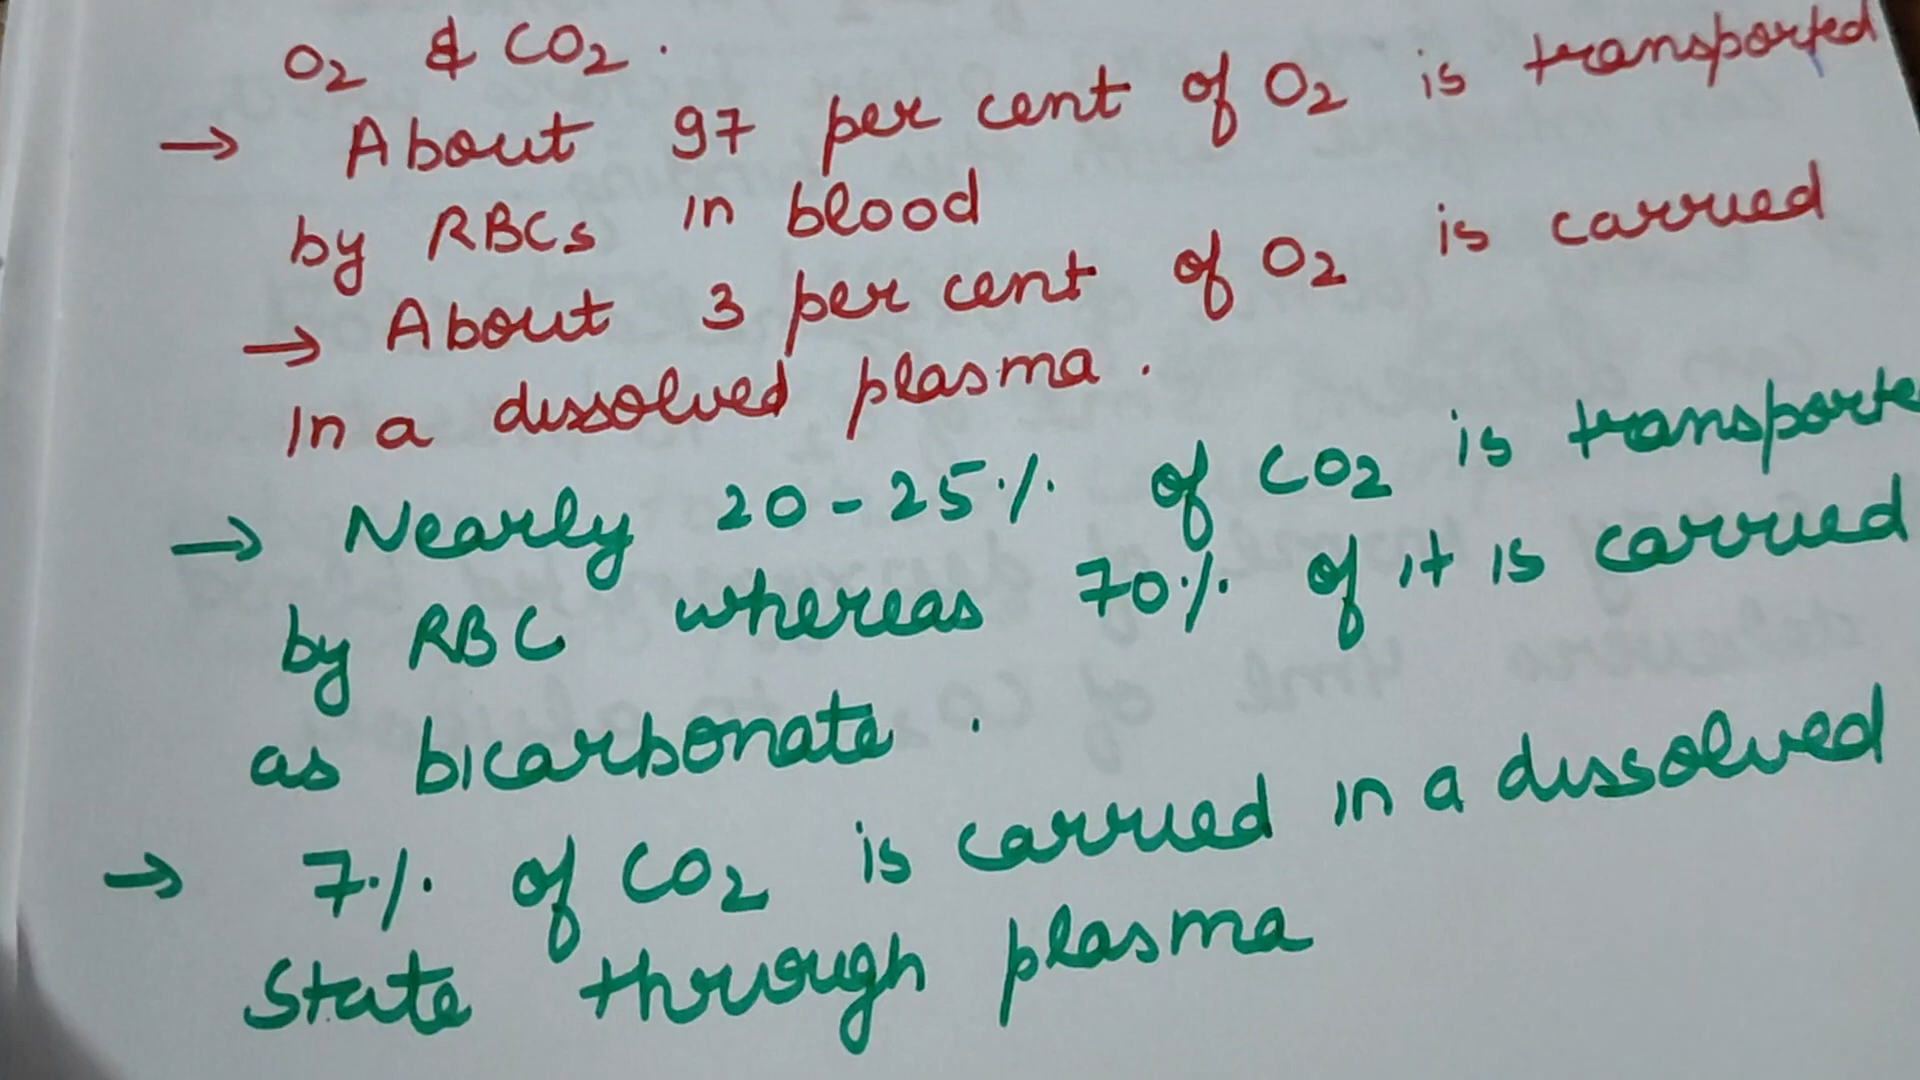 O2 & CO2.
→ About 97 per cent of O2 is transported
by RBCs in blood
→ About 3 per cent of O2 is carried
in a dissolved plasma.
→ Nearly 20-25% of CO2 is transporte
by RBC whereas 70% of it is carried
as bicarbonate.
→ 7% of CO2 is carried in a dissolved
State through plasma